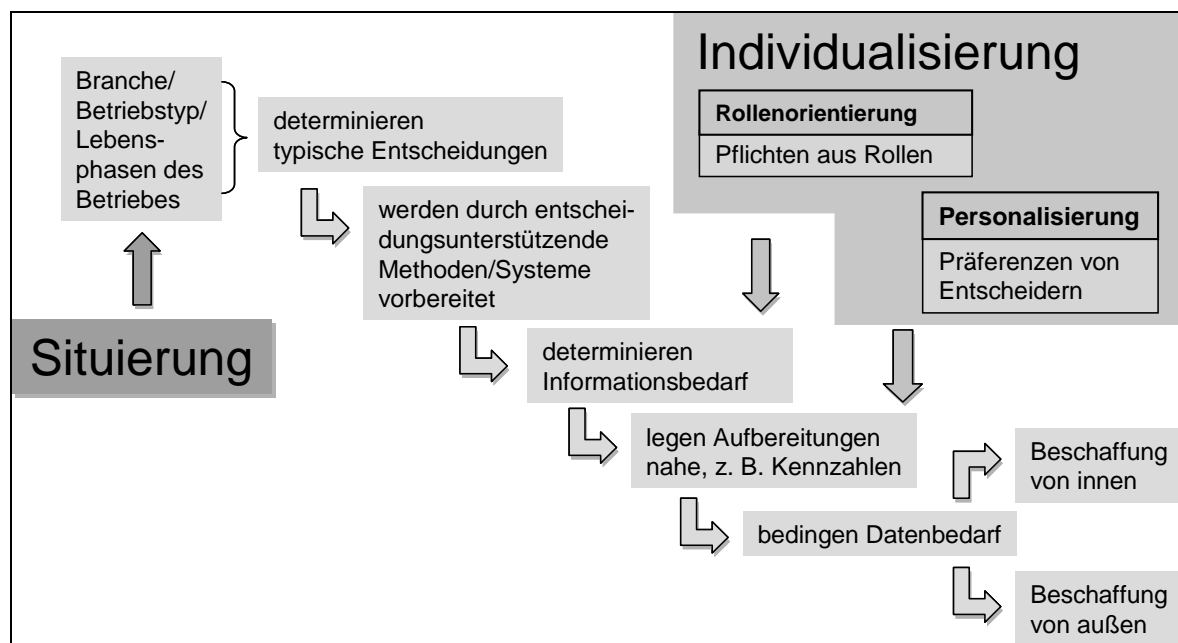 Individualisierung
Rollenorientierung
Pflichten aus Rollen
Personalisierung
Präferenzen von
Entscheidern
Branche/
Betriebstyp/
Lebens-
phasen des
Betriebes
determinieren
typische Entscheidungen
werden durch entschei-
dungsunterstützende
Methoden/Systeme
vorbereitet
Situierung
determinieren
Informationsbedarf
legen Aufbereitungen
nahe, z. B. Kennzahlen
bedingen Datenbedarf
Beschaffung
von innen
Beschaffung
von außen